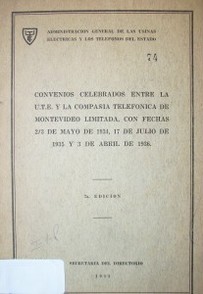 ADMINISTRACION GENERAL DE LAS USINAS
ELECTRICAS Y LOS TELEFONOS DEL ESTADO
74
CONVENIOS CELEBRADOS ENTRE LA
U.T.E. Y LA COMPAÑIA TELEFONICA DE
MONTEVIDEO LIMITADA, CON FECHAS
2/3 DE MAYO DE 1934, 17 DE JULIO DE
1935 Y 3 DE ABRIL DE 1936.
EDICION
SECRETARIA DEL DIRECTORIO